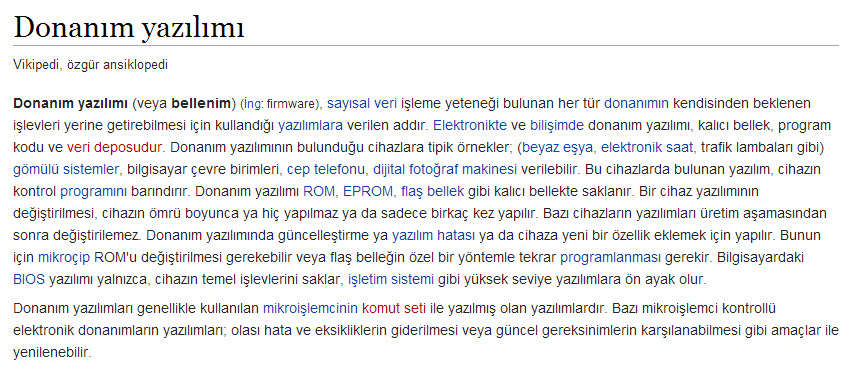 Donanım yazılımı
Vikipedi, özgür ansiklopedi
Donanım yazılımı (veya bellenim) (İng: firmware), sayısal veri işleme yeteneği bulunan her tür donanımın kendisinden beklenen
işlevleri yerine getirebilmesi için kullandığı yazılımlara verilen addır. Elektronikte ve bilişimde donanım yazılımı, kalıcı bellek, program
kodu ve veri deposudur. Donanım yazılımının bulunduğu cihazlara tipik örnekler; (beyaz eşya, elektronik saat, trafik lambaları gibi)
gömülü sistemler, bilgisayar çevre birimleri, cep telefonu, dijital fotoğraf makinesi verilebilir. Bu cihazlarda bulunan yazılım, cihazın
kontrol programını barındırır. Donanım yazılımı ROM, EPROM, flaş bellek gibi kalıcı bellekte saklanır. Bir cihaz yazılımının
değiştirilmesi, cihazın ömrü boyunca ya hiç yapılmaz ya da sadece birkaç kez yapılır. Bazı cihazların yazılımları üretim aşamasından
sonra değiştirilemez. Donanım yazılımında güncelleştirme ya yazılım hatası ya da cihaza yeni bir özellik eklemek için yapılır. Bunun
için mikroçip ROM'u değiştirilmesi gerekebilir veya flaş belleğin özel bir yöntemle tekrar programlanması gerekir. Bilgisayardaki
BIOS yazılımı yalnızca, cihazın temel işlevlerini saklar, işletim sistemi gibi yüksek seviye yazılımlara ön ayak olur.
Donanım yazılımları genellikle kullanılan mikroişlemcinin komut seti ile yazılmış olan yazılımlardır. Bazı mikroişlemci kontrollü
elektronik donanımların yazılımları; olası hata ve eksikliklerin giderilmesi veya güncel gereksinimlerin karşılanabilmesi gibi amaçlar ile
yenilenebilir.